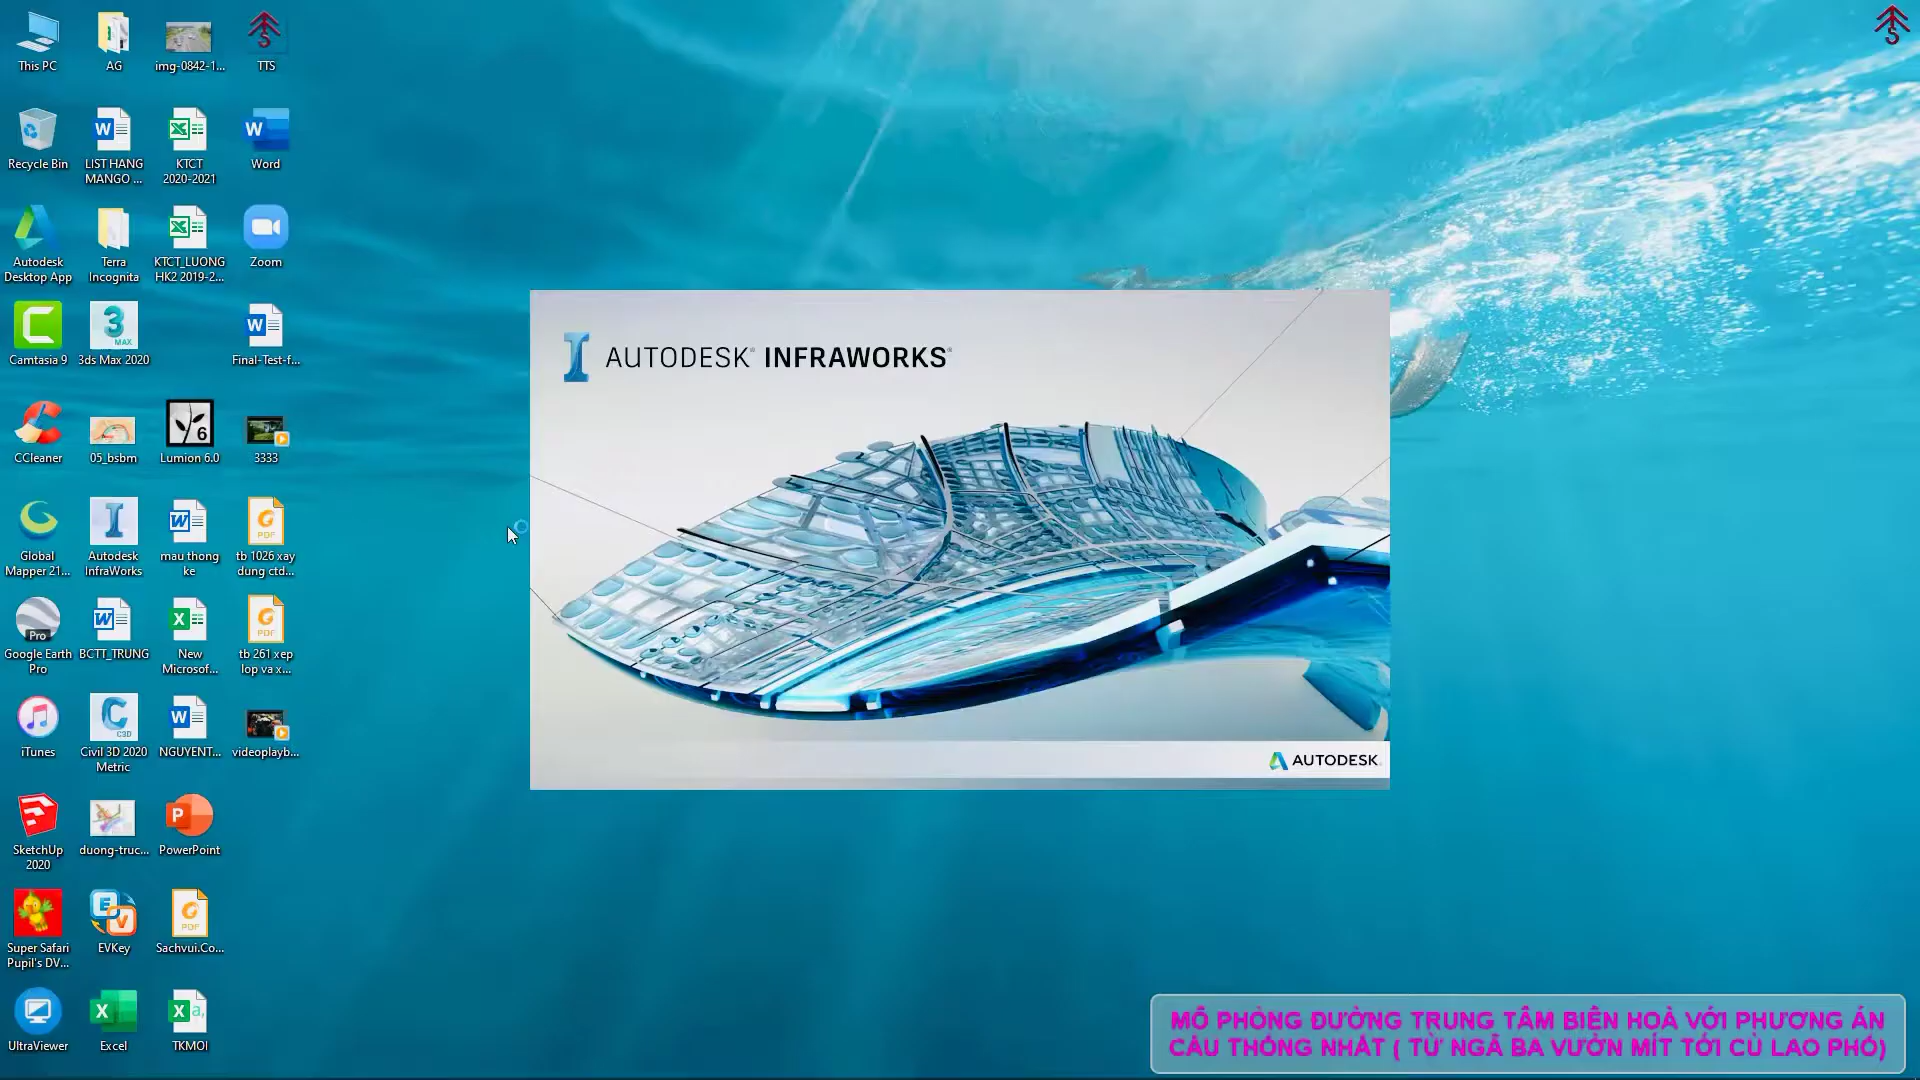 This PC
AG
img-0842-1...
TTS
Recycle Bin
LIST HANG
MANGO ...
KTCT
2020-2021
Word
Autodesk
Desktop App
Terra
Incognita
KTCT_LUONG
HK2 2019-2...
Zoom
Camtasia 9
3ds Max 2020
Final-Test-f...
CCleaner
05_bsbm
Lumion 6.0
3333
Global
Mapper 21...
Autodesk
InfraWorks
mau thong
ke
tb 1026 xay
dung ctd...
Pro
Google Earth
Pro
BCTT_TRUNG
New
Microsof...
tb 261 xep
lop va x...
iTunes
Civil 3D 2020
Metric
NGUYENT...
videoplayb...
SketchUp
2020
duong-truc...
PowerPoint
Super Safari
Pupil's DV...
EVKey
Sachvui.Co...
UltraViewer
Excel
TKMOI
AUTODESK® INFRAWORKS®
AUTODESK
MÔ PHỎNG ĐƯỜNG TRUNG TÂM BIÊN HOÀ VỚI PHƯƠNG ÁN
CẦU THỐNG NHẤT ( TỪ NGÃ BA VƯỜN MÍT TỚI CÙ LAO PHỐ)